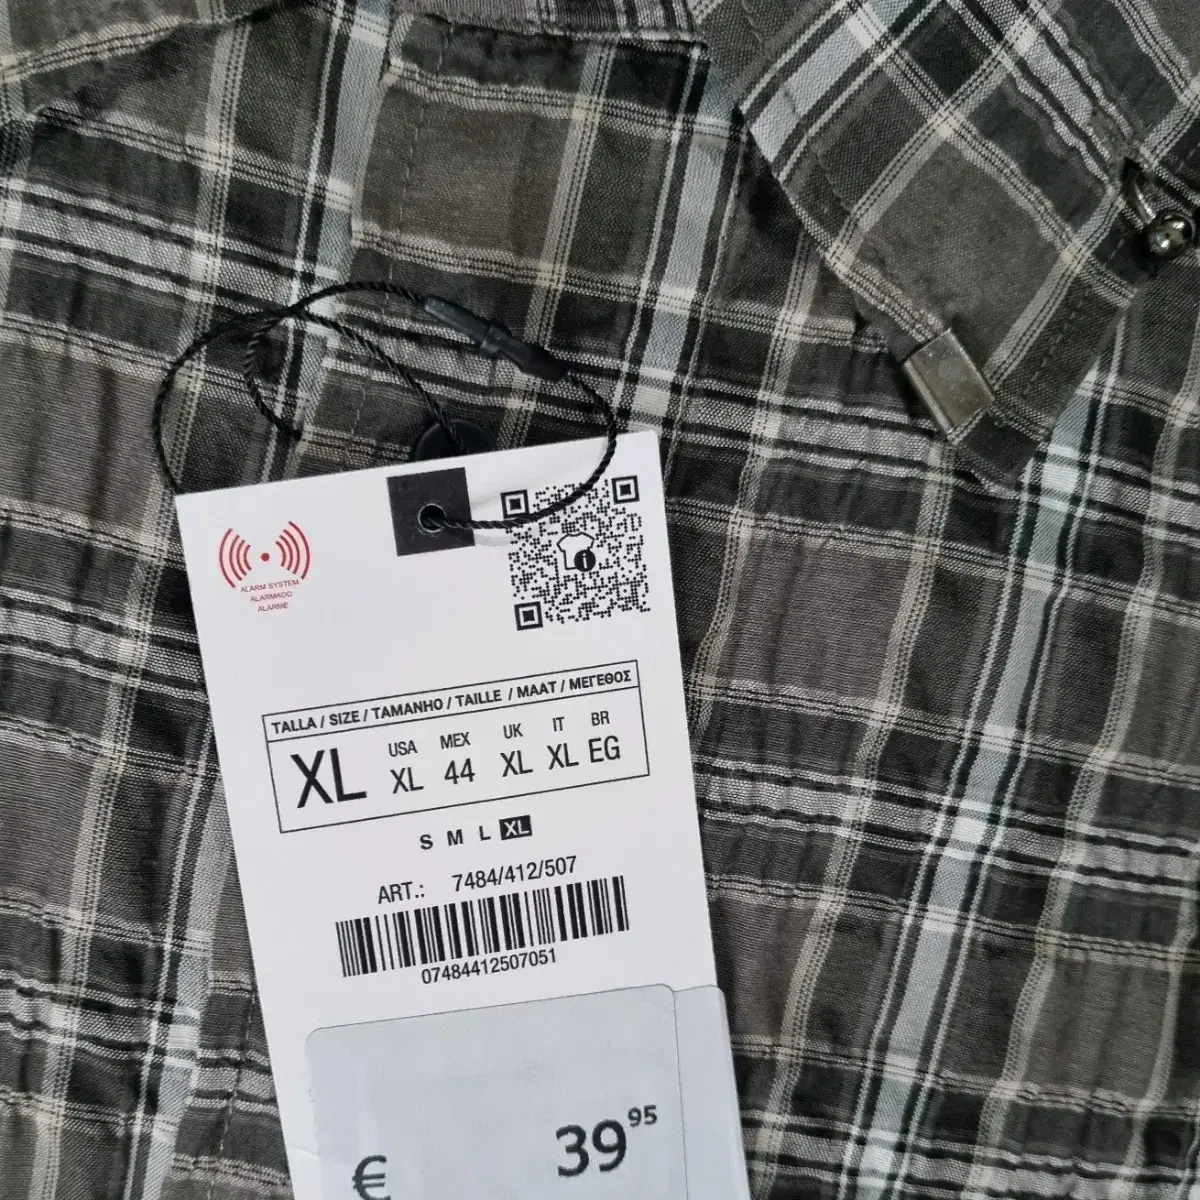 ALARM SYSTEM
ALARMADO
ALARME
i
TALLA / SIZE / TAMANHO / TAILLE / MAAT / ΜΕΓΕΘΟΣ
XL
USA MEX UK IT BR
XL 44 XL XL EG
S M L XL
ART.: 7484/412/507
07484412507051
€ 39 95